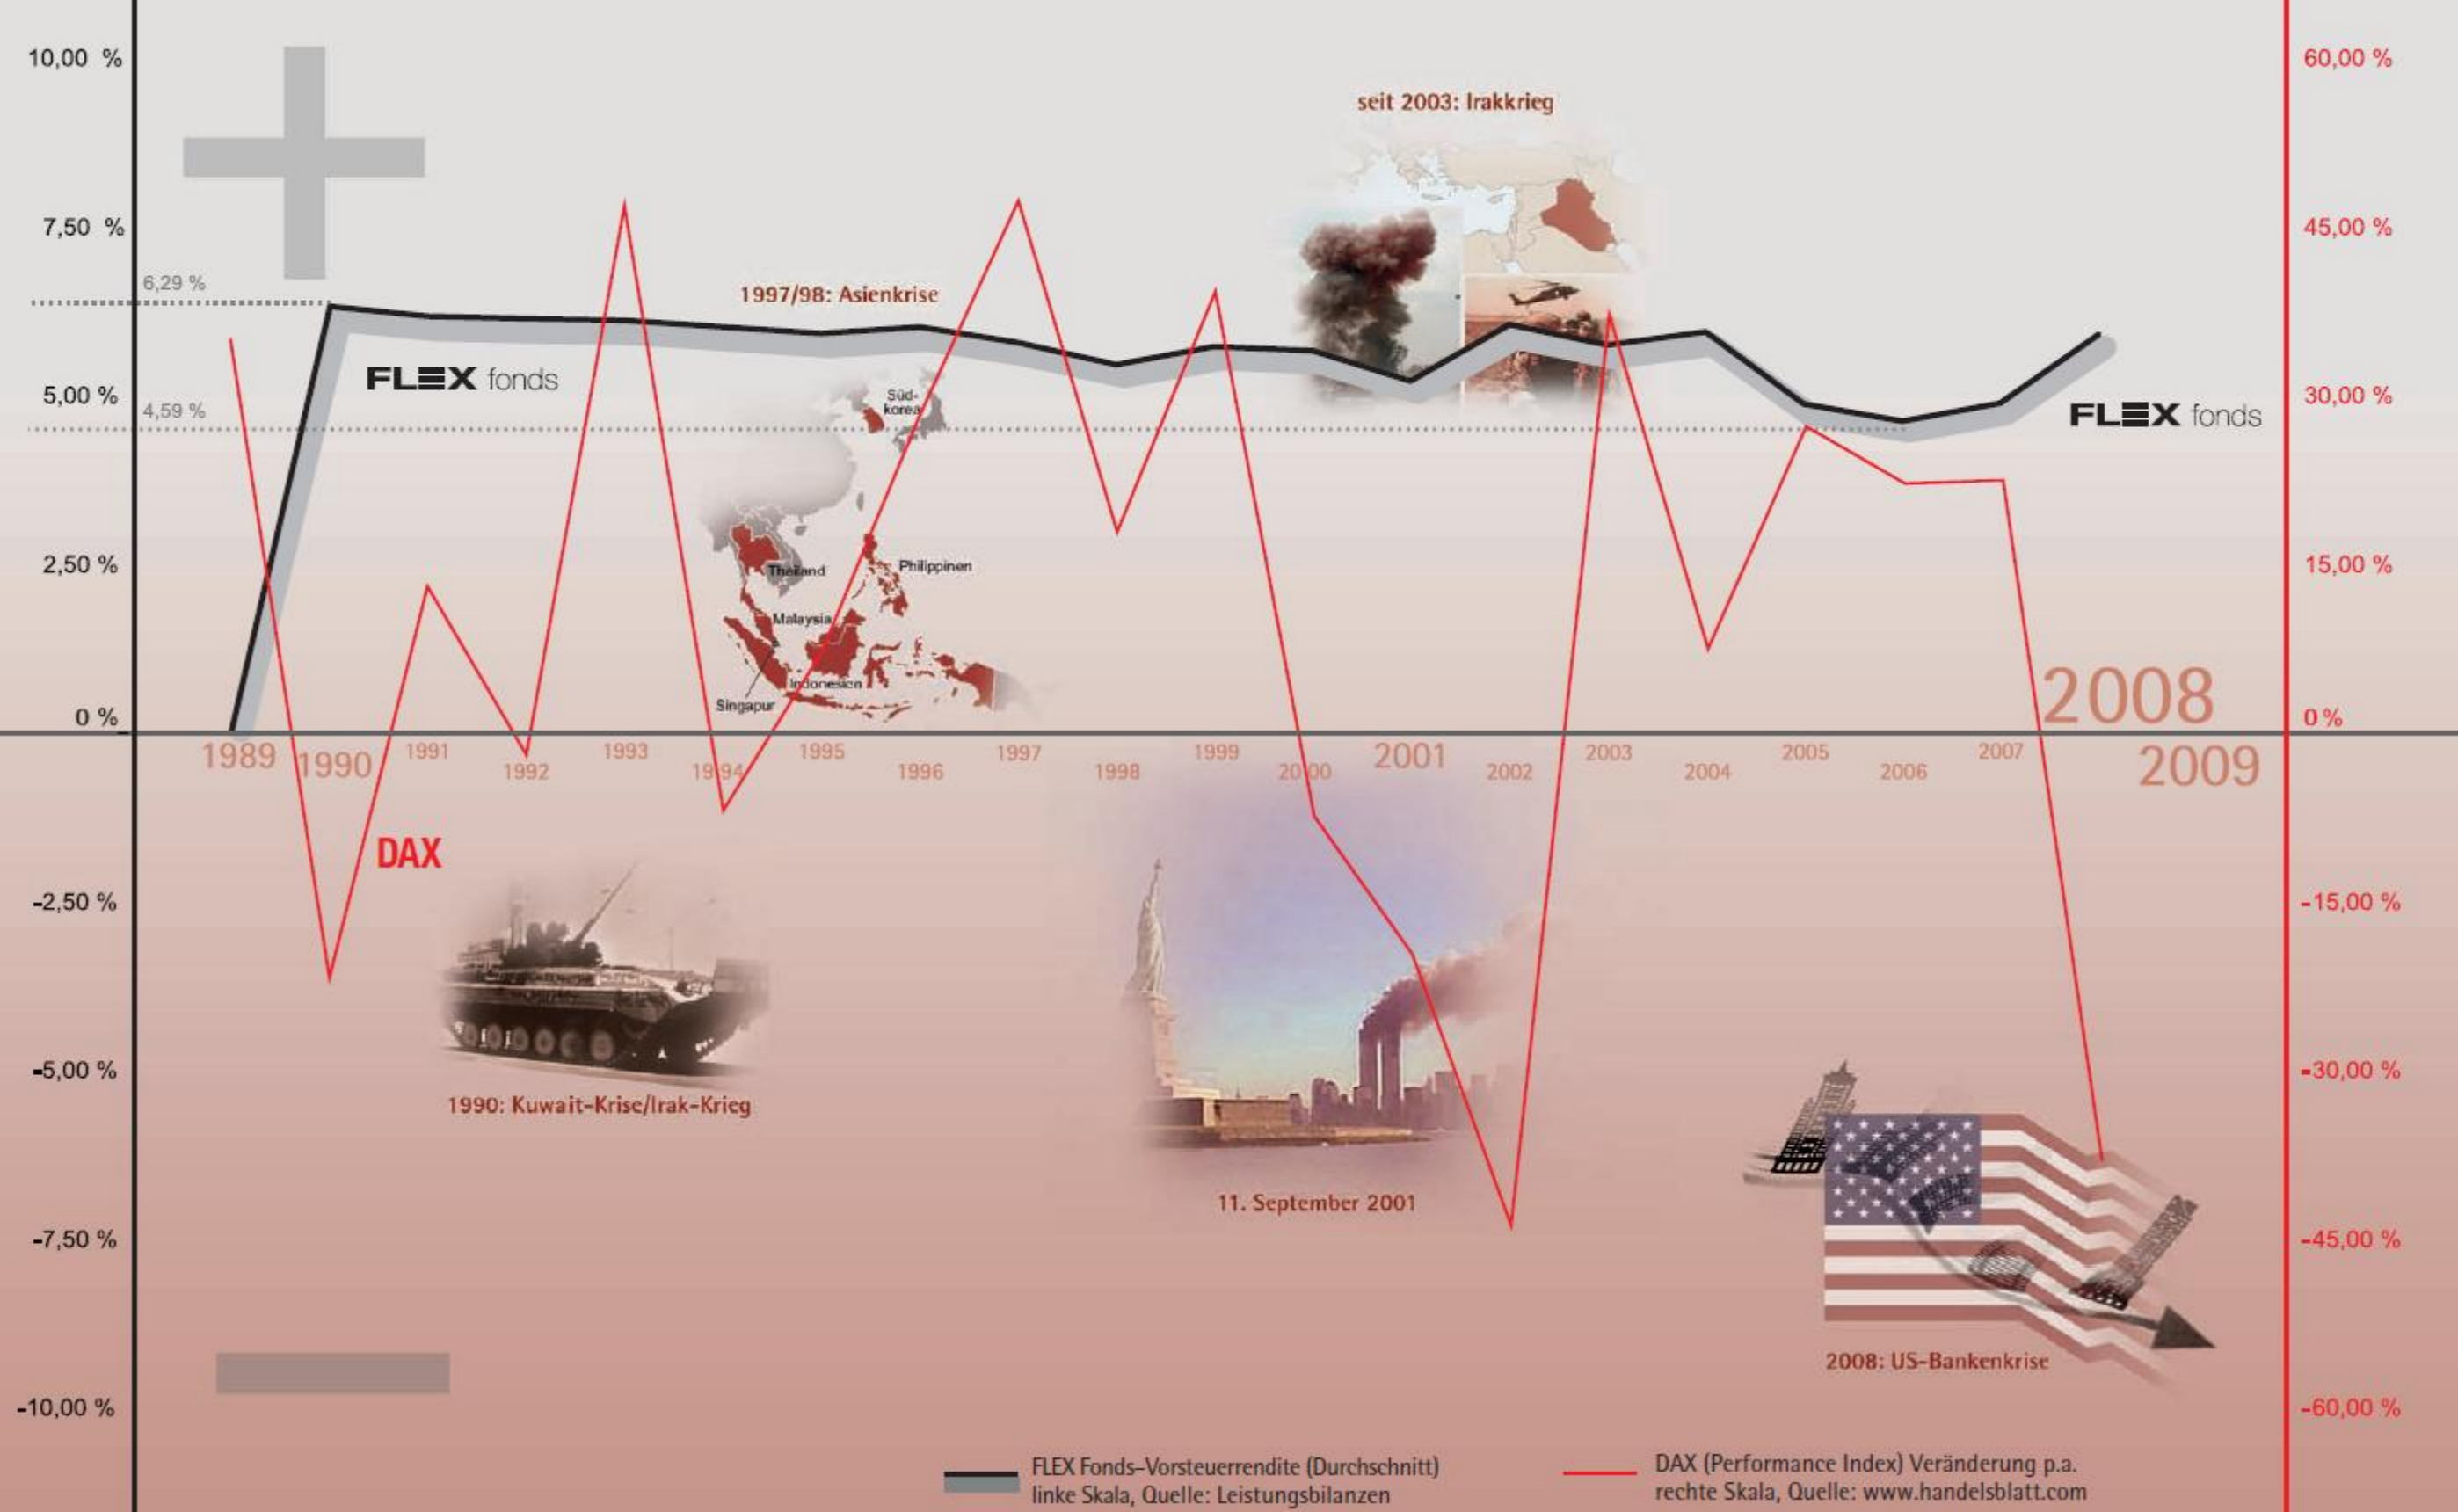 10,00 %
60,00 %
seit 2003: Irakkrieg
7,50 %
45,00 %
6,29 %
1997/98: Asienkrise
FLEX fonds
5,00 %
4,59 %
Süd-
korea
30,00 %
FLEX fonds
2,50 %
Thailand
Philippinen
15,00 %
Malaysia
Indonesien
Singapur
2008
0 %
0 %
1989
1990
1991
1992
1993
1994
1995
1996
1997
1998
1999
2000
2001
2002
2003
2004
2005
2006
2007
2009
DAX
-2,50 %
-15,00 %
-5,00 %
-30,00 %
1990: Kuwait-Krise/Irak-Krieg
11. September 2001
-7,50 %
-45,00 %
2008: US-Bankenkrise
-10,00 %
-60,00 %
FLEX Fonds-Vorsteuerrendite (Durchschnitt)
linke Skala, Quelle: Leistungsbilanzen
DAX (Performance Index) Veränderung p.a.
rechte Skala, Quelle: www.handelsblatt.com